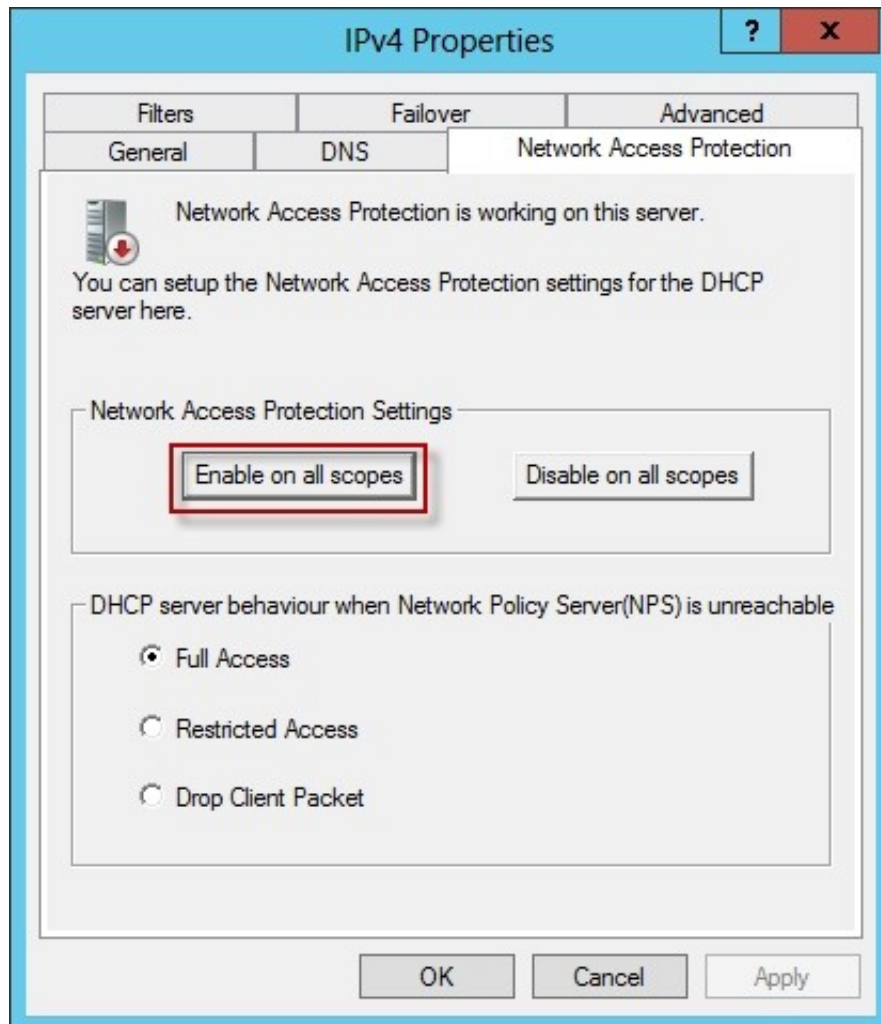 IPv4 Properties
?
x
Filters
Failover
Advanced
General
DNS
Network Access Protection
Network Access Protection is working on this server.
You can setup the Network Access Protection settings for the DHCP
server here.
Network Access Protection Settings
Enable on all scopes
Disable on all scopes
DHCP server behaviour when Network Policy Server(NPS) is unreachable
Full Access
Restricted Access
Drop Client Packet
OK
Cancel
Apply